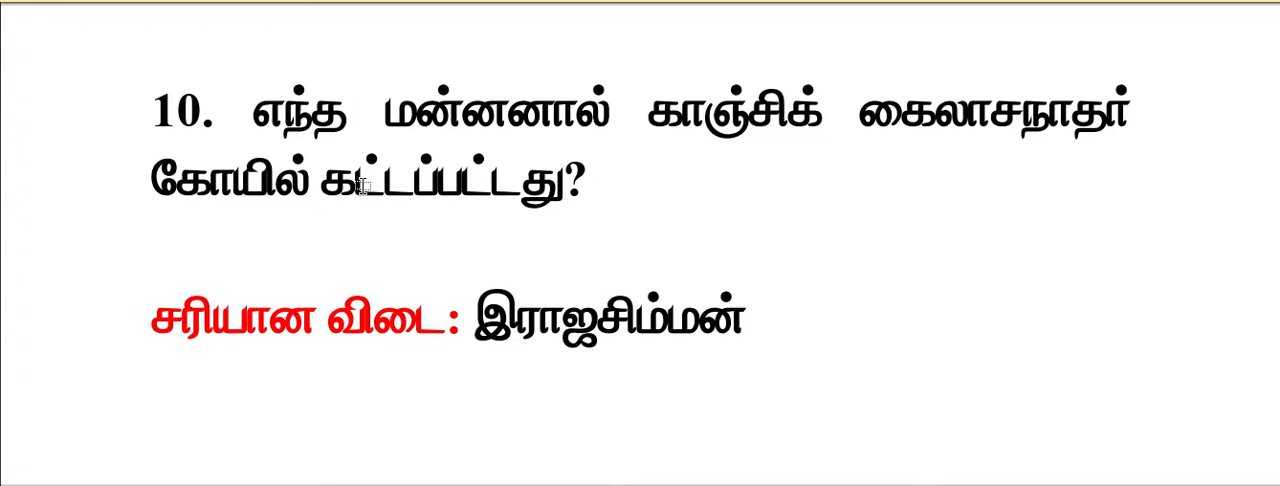 10. எந்த மன்னனால் காஞ்சிக் கைலாசநாதர்
கோயில் கட்டப்பட்டது?
சரியான விடை: இராஜசிம்மன்